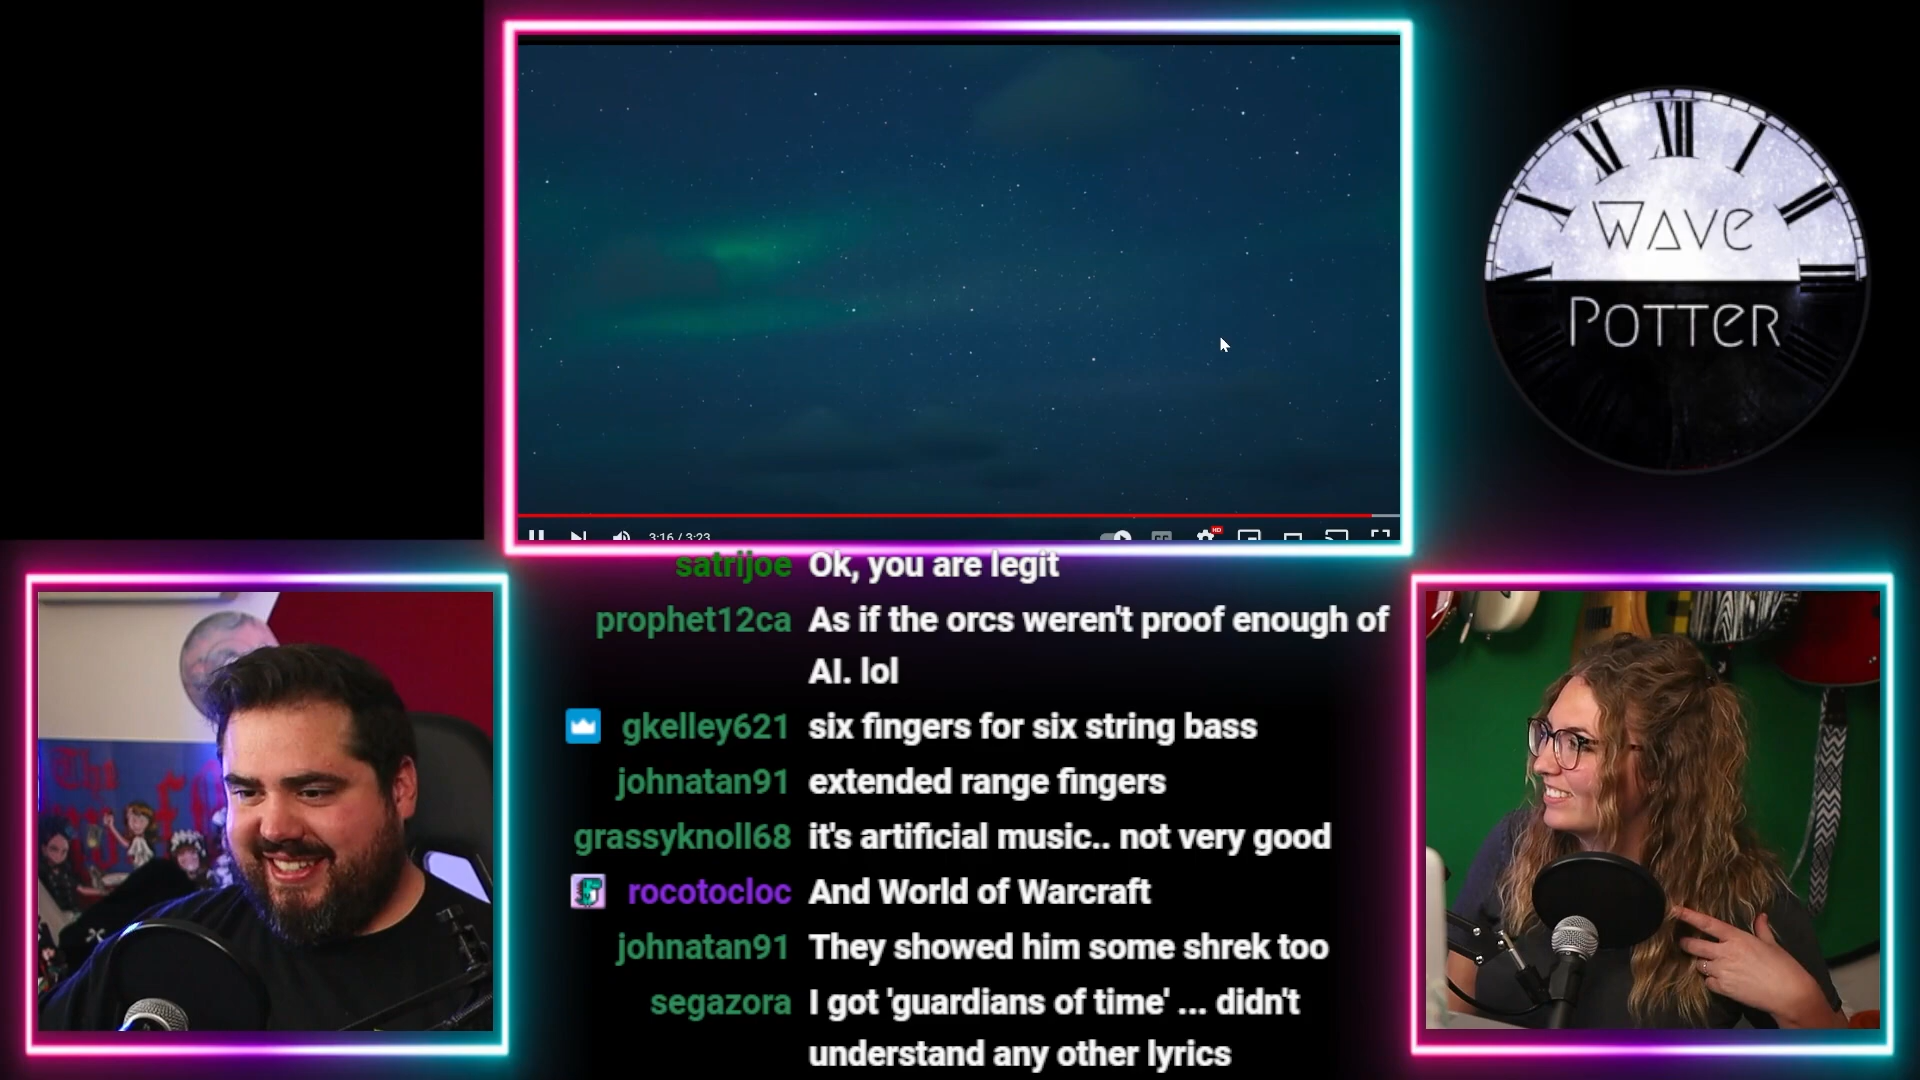 WAVE
POTTER
3:16 / 3:23
HD
satrijoe Ok, you are legit
prophet12ca As if the orcs weren't proof enough of
AI. lol
gkelley621 six fingers for six string bass
johnatan91 extended range fingers
grassyknoll68 it's artificial music.. not very good
rocotocloc And World of Warcraft
johnatan91 They showed him some shrek too
segazora I got 'guardians of time' ... didn't
understand any other lyrics
The